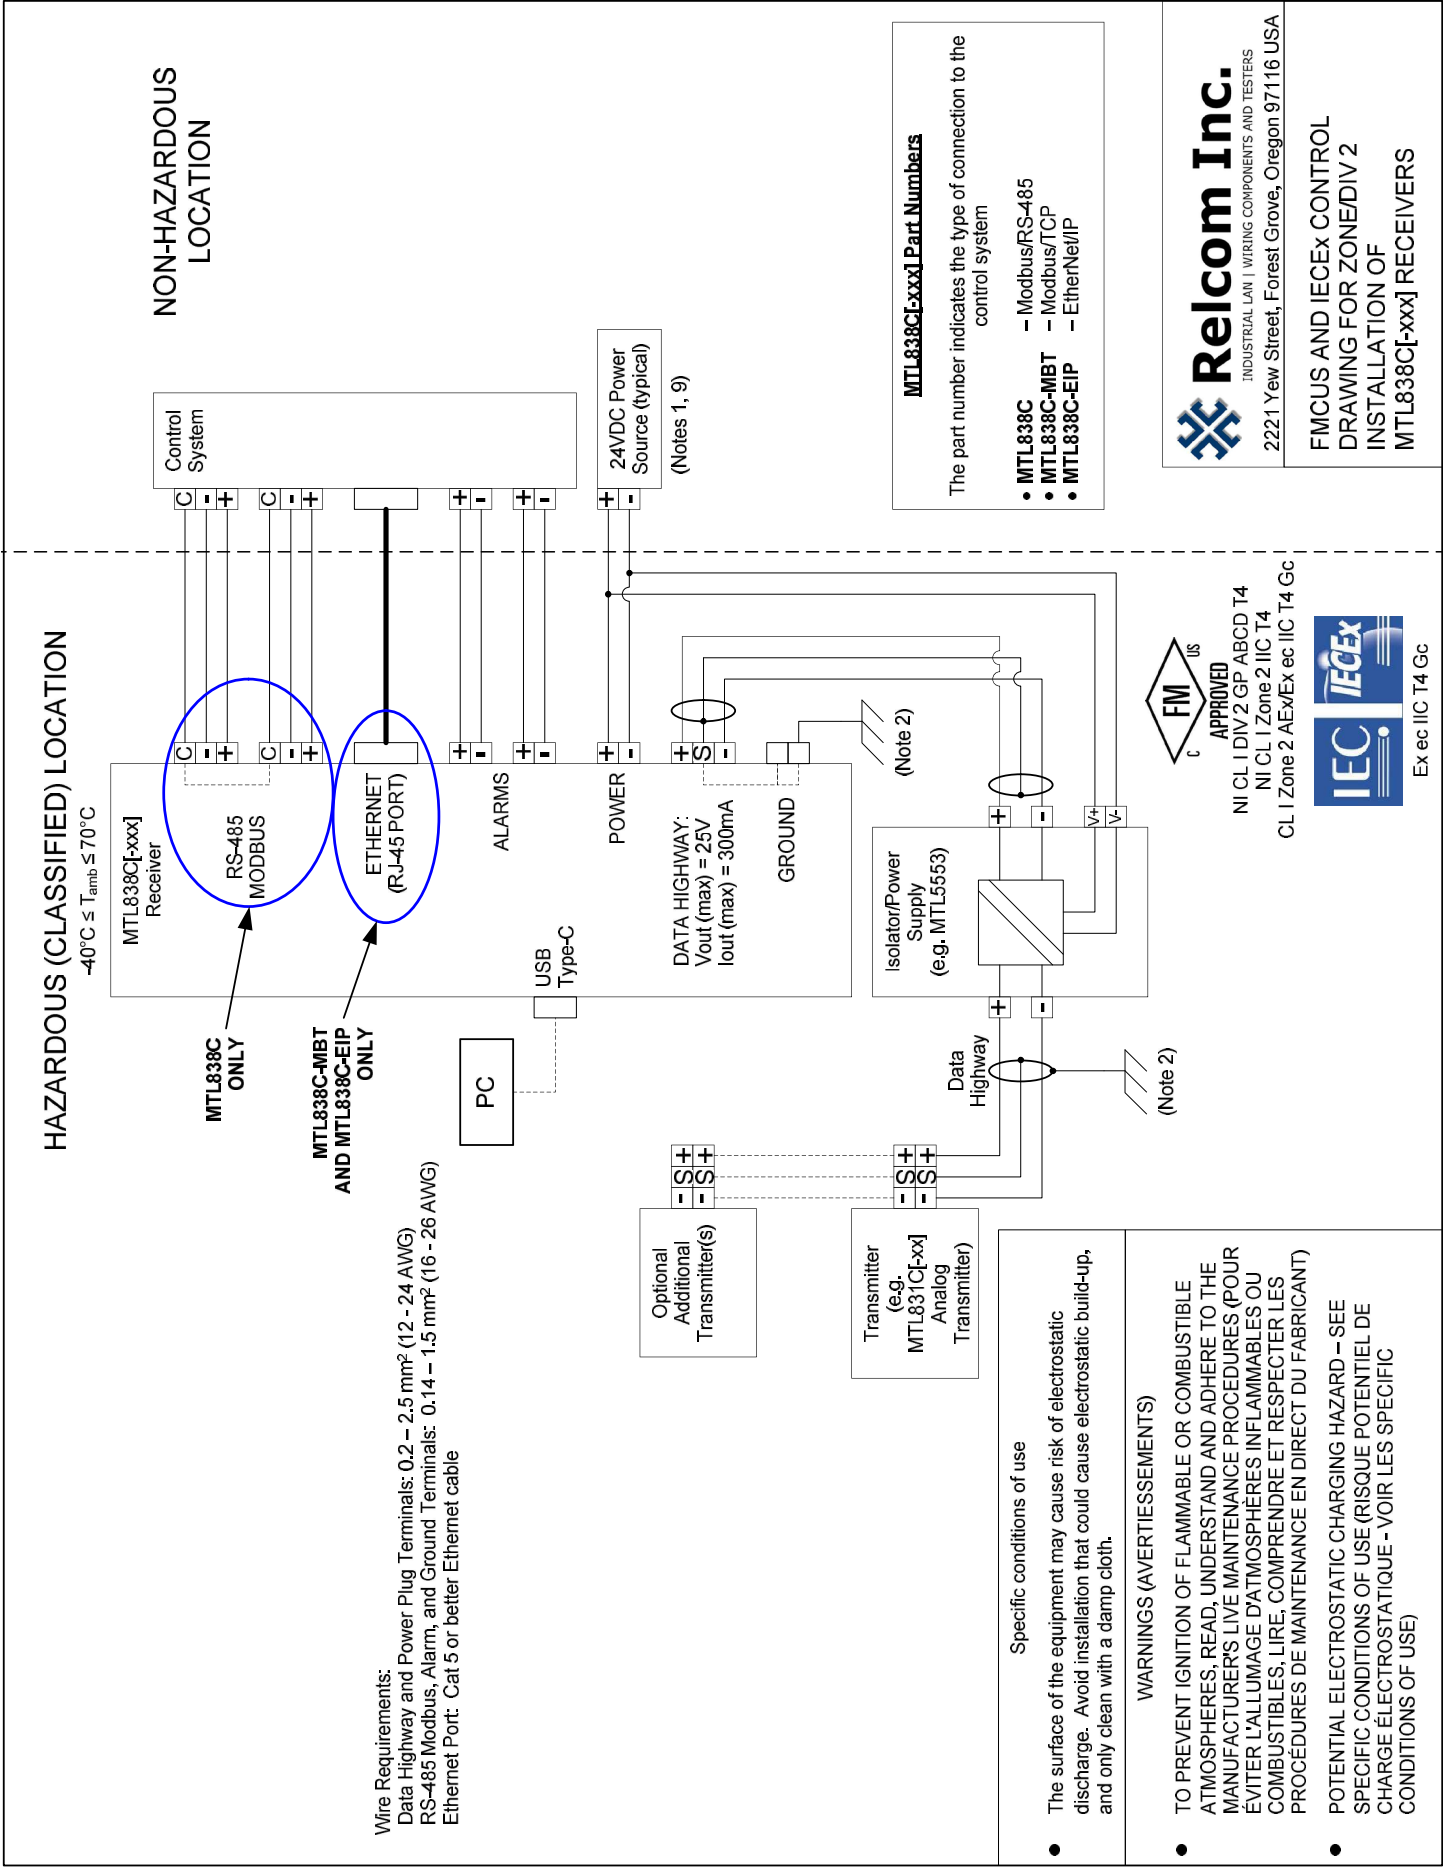 HAZARDOUS (CLASSIFIED) LOCATION
-40°C ≤ Tamb ≤ 70°C
NON-HAZARDOUS
LOCATION
MTL838C[-xxx]
Receiver
RS-485
MODBUS
C
-
+
C
-
+
ETHERNET
(RJ-45 PORT)
ALARMS
+
-
+
-
POWER
+
-
DATA HIGHWAY:
Vout (max) = 25V
Iout (max) = 300mA
+
S
-
GROUND
(Note 2)
USB
Type-C
PC
MTL838C
ONLY
MTL838C-MBT
AND MTL838C-EIP
ONLY
Control
System
C
-
+
C
-
+
+
-
+
-
24VDC Power
Source (typical)
+
-
(Notes 1, 9)
Isolator/Power
Supply
(e.g. MTL5553)
+
-
V+
V-
+
-
Data
Highway
(Note 2)
Optional
Additional
Transmitter(s)
- S +
- S +
Transmitter
(e.g.
MTL831C[-xx]
Analog
Transmitter)
- S +
- S +
Wire Requirements:
Data Highway and Power Plug Terminals: 0.2 – 2.5 mm² (12 - 24 AWG)
RS-485 Modbus, Alarm, and Ground Terminals: 0.14 – 1.5 mm² (16 - 26 AWG)
Ethernet Port: Cat 5 or better Ethernet cable
Specific conditions of use
● The surface of the equipment may cause risk of electrostatic
discharge. Avoid installation that could cause electrostatic build-up,
and only clean with a damp cloth.
WARNINGS (AVERTIESSEMENTS)
● TO PREVENT IGNITION OF FLAMMABLE OR COMBUSTIBLE
ATMOSPHERES, READ, UNDERSTAND AND ADHERE TO THE
MANUFACTURER'S LIVE MAINTENANCE PROCEDURES (POUR
ÉVITER L'ALLUMAGE D'ATMOSPHÈRES INFLAMMABLES OU
COMBUSTIBLES, LIRE, COMPRENDRE ET RESPECTER LES
PROCÉDURES DE MAINTENANCE EN DIRECT DU FABRICANT)
● POTENTIAL ELECTROSTATIC CHARGING HAZARD – SEE
SPECIFIC CONDITIONS OF USE (RISQUE POTENTIEL DE
CHARGE ÉLECTROSTATIQUE - VOIR LES SPECIFIC
CONDITIONS OF USE)
C FM US
APPROVED
NI CL I DIV 2 GP ABCD T4
NI CL I Zone 2 IIC T4
CL I Zone 2 AEx/Ex ec IIC T4 Gc
IEC IECEx
Ex ec IIC T4 Gc
MTL838C[-xxx] Part Numbers
The part number indicates the type of connection to the
control system
● MTL838C – Modbus/RS-485
● MTL838C-MBT – Modbus/TCP
● MTL838C-EIP – EtherNet/IP
Relcom Inc.
INDUSTRIAL LAN | WIRING COMPONENTS AND TESTERS
2221 Yew Street, Forest Grove, Oregon 97116 USA
FMCUS AND IECEx CONTROL
DRAWING FOR ZONE/DIV 2
INSTALLATION OF
MTL838C[-xxx] RECEIVERS